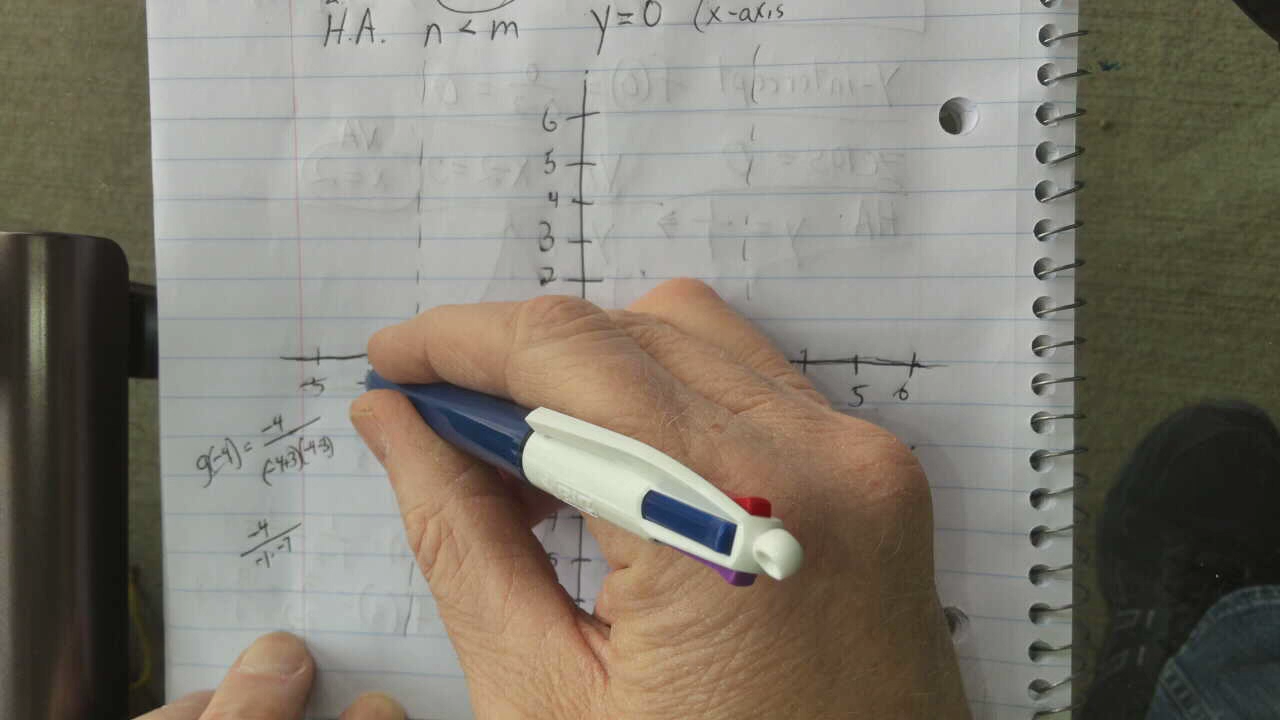 H.A. n < m y = 0 (x-axis
6
5
4
3
2
-5 5 6
g(-4) = -4 / (-4+3)(-4-3)
-4 / -1·-7